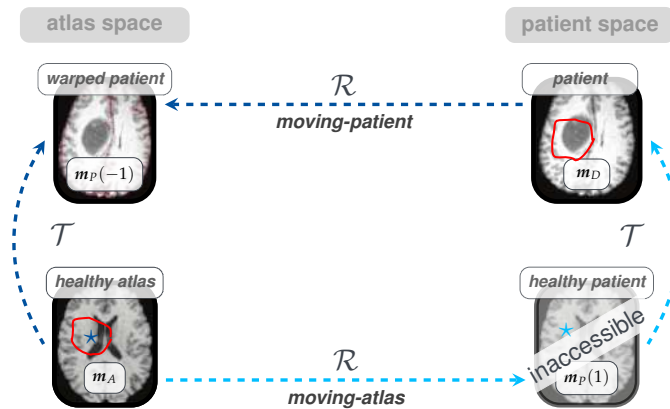 atlas space
patient space
warped patient
patient
ℛ
moving-patient
m_P(−1)
m_D
𝒯
𝒯
healthy atlas
healthy patient
inaccessible
ℛ
m_A
m_P(1)
moving-atlas